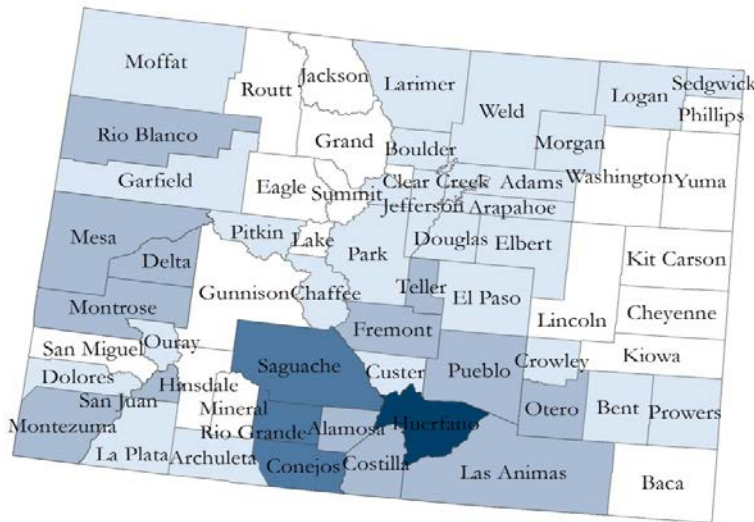 Moffat
Routt
Jackson
Larimer
Weld
Logan
Sedgwick
Phillips
Rio Blanco
Grand
Boulder
Morgan
Washington
Yuma
Garfield
Eagle
Summit
Clear Creek
Adams
Jefferson
Arapahoe
Mesa
Pitkin
Lake
Park
Douglas
Elbert
Kit Carson
Delta
Gunnison
Chaffee
Teller
El Paso
Lincoln
Cheyenne
Montrose
Fremont
Kiowa
San Miguel
Ouray
Saguache
Custer
Pueblo
Crowley
Dolores
Hinsdale
San Juan
Mineral
Otero
Bent
Prowers
Montezuma
Rio Grande
Alamosa
Huerfano
La Plata
Archuleta
Conejos
Costilla
Las Animas
Baca